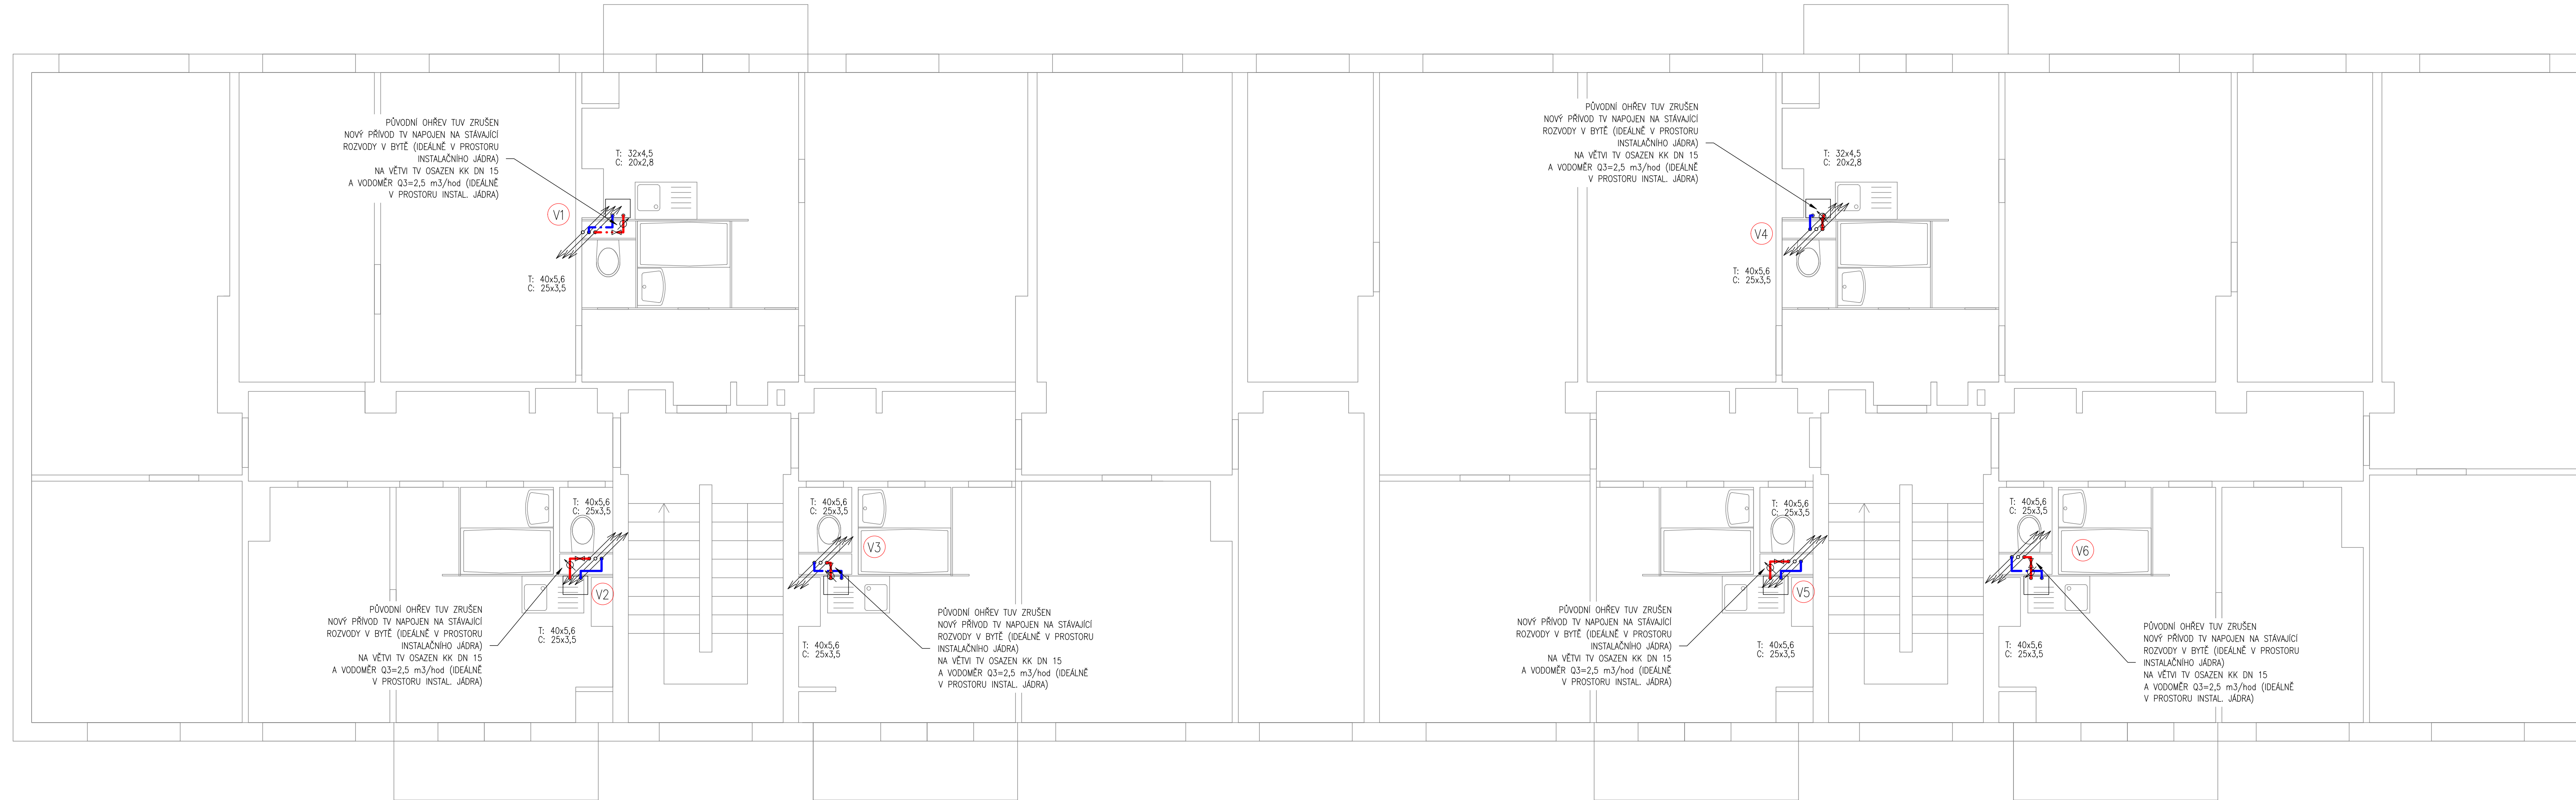 PŮVODNÍ OHŘEV TUV ZRUŠEN
NOVÝ PŘÍVOD TV NAPOJEN NA STÁVAJÍCÍ
ROZVODY V BYTĚ (IDEÁLNĚ V PROSTORU
INSTALAČNÍHO JÁDRA)
NA VĚTVI TV OSAZEN KK DN 15
A VODOMĚR Q3=2,5 m3/hod (IDEÁLNĚ
V PROSTORU INSTAL. JÁDRA)
T: 32x4,5
C: 20x2,8
V1
T: 40x5,6
C: 25x3,5
PŮVODNÍ OHŘEV TUV ZRUŠEN
NOVÝ PŘÍVOD TV NAPOJEN NA STÁVAJÍCÍ
ROZVODY V BYTĚ (IDEÁLNĚ V PROSTORU
INSTALAČNÍHO JÁDRA)
NA VĚTVI TV OSAZEN KK DN 15
A VODOMĚR Q3=2,5 m3/hod (IDEÁLNĚ
V PROSTORU INSTAL. JÁDRA)
T: 32x4,5
C: 20x2,8
V4
T: 40x5,6
C: 25x3,5
T: 40x5,6
C: 25x3,5
V2
PŮVODNÍ OHŘEV TUV ZRUŠEN
NOVÝ PŘÍVOD TV NAPOJEN NA STÁVAJÍCÍ
ROZVODY V BYTĚ (IDEÁLNĚ V PROSTORU
INSTALAČNÍHO JÁDRA)
NA VĚTVI TV OSAZEN KK DN 15
A VODOMĚR Q3=2,5 m3/hod (IDEÁLNĚ
V PROSTORU INSTAL. JÁDRA)
T: 40x5,6
C: 25x3,5
T: 40x5,6
C: 25x3,5
V3
T: 40x5,6
C: 25x3,5
PŮVODNÍ OHŘEV TUV ZRUŠEN
NOVÝ PŘÍVOD TV NAPOJEN NA STÁVAJÍCÍ
ROZVODY V BYTĚ (IDEÁLNĚ V PROSTORU
INSTALAČNÍHO JÁDRA)
NA VĚTVI TV OSAZEN KK DN 15
A VODOMĚR Q3=2,5 m3/hod (IDEÁLNĚ
V PROSTORU INSTAL. JÁDRA)
T: 40x5,6
C: 25x3,5
V5
PŮVODNÍ OHŘEV TUV ZRUŠEN
NOVÝ PŘÍVOD TV NAPOJEN NA STÁVAJÍCÍ
ROZVODY V BYTĚ (IDEÁLNĚ V PROSTORU
INSTALAČNÍHO JÁDRA)
NA VĚTVI TV OSAZEN KK DN 15
A VODOMĚR Q3=2,5 m3/hod (IDEÁLNĚ
V PROSTORU INSTAL. JÁDRA)
T: 40x5,6
C: 25x3,5
T: 40x5,6
C: 25x3,5
V6
T: 40x5,6
C: 25x3,5
PŮVODNÍ OHŘEV TUV ZRUŠEN
NOVÝ PŘÍVOD TV NAPOJEN NA STÁVAJÍCÍ
ROZVODY V BYTĚ (IDEÁLNĚ V PROSTORU
INSTALAČNÍHO JÁDRA)
NA VĚTVI TV OSAZEN KK DN 15
A VODOMĚR Q3=2,5 m3/hod (IDEÁLNĚ
V PROSTORU INSTAL. JÁDRA)